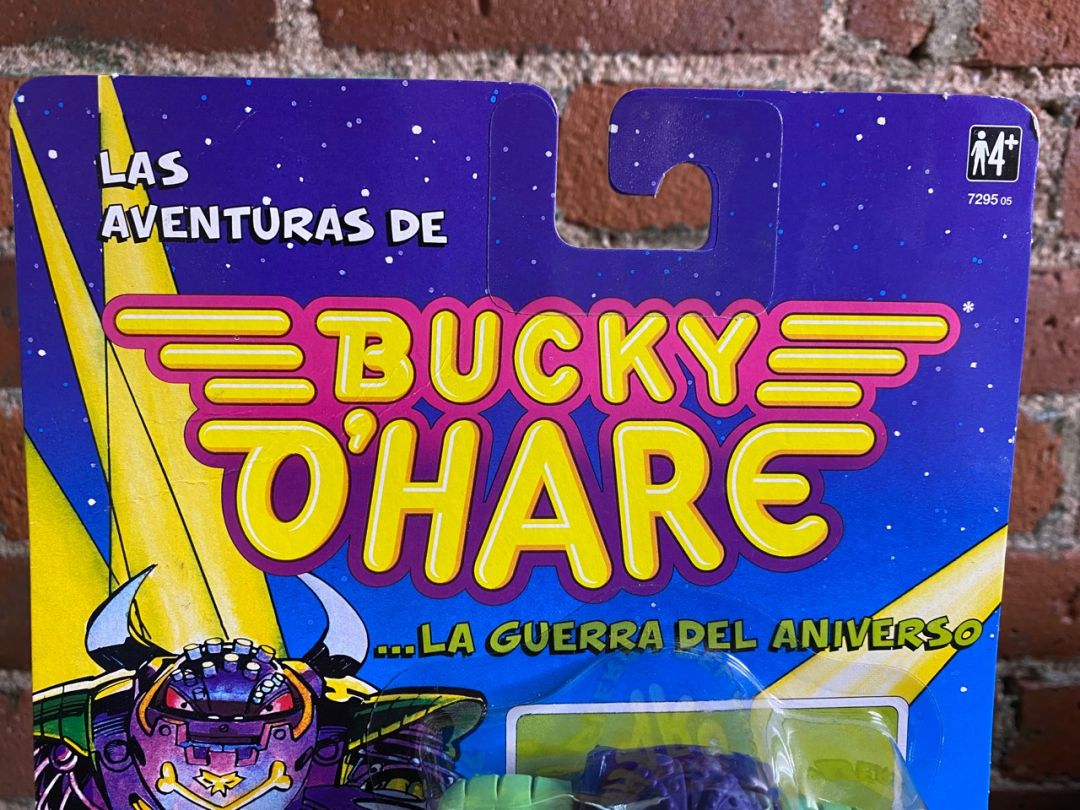 LAS
AVENTURAS DE
4+
7295 05
BUCKY
O'HARE
*
...LA GUERRA DEL ANIVERSO